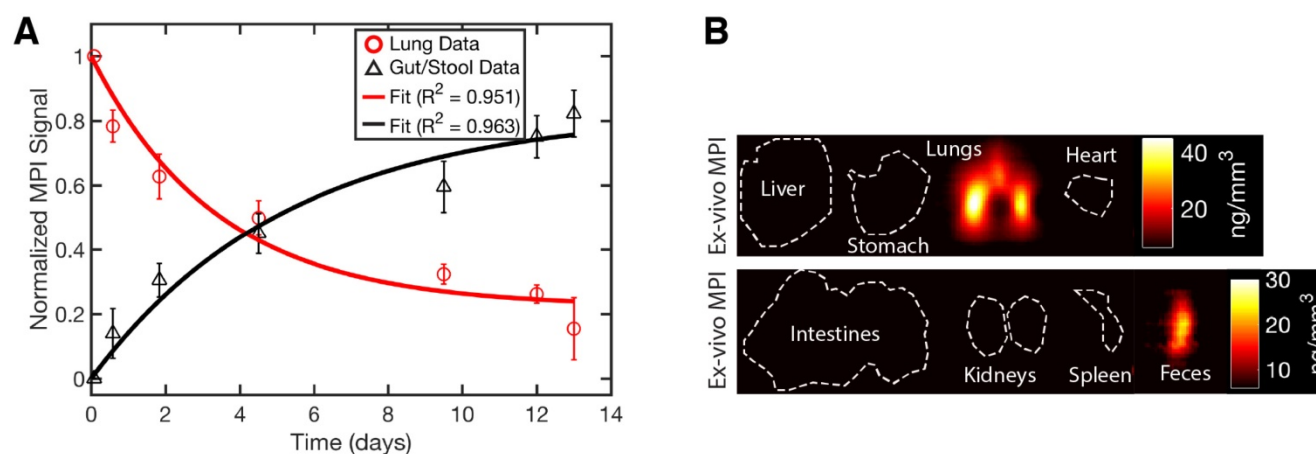 A
Normalized MPI Signal
1
0.8
0.6
0.4
0.2
0
0 2 4 6 8 10 12 14
Time (days)
Lung Data
Gut/Stool Data
Fit (R² = 0.951)
Fit (R² = 0.963)
B
Ex-vivo MPI
Liver
Stomach
Lungs
Heart
40
20
ng/mm³
Ex-vivo MPI
Intestines
Kidneys
Spleen
Feces
30
20
10
ng/mm³